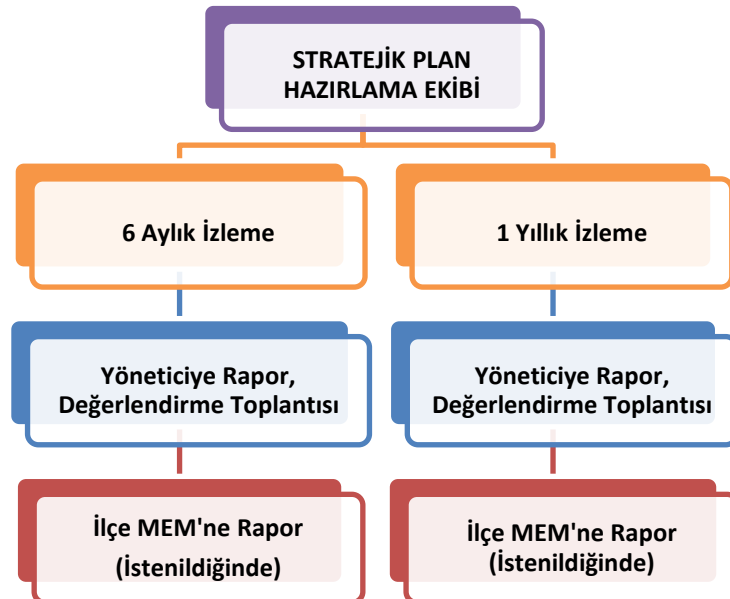 STRATEJİK PLAN
HAZIRLAMA EKİBİ
6 Aylık İzleme
1 Yıllık İzleme
Yöneticiye Rapor,
Değerlendirme Toplantısı
Yöneticiye Rapor,
Değerlendirme Toplantısı
İlçe MEM'ne Rapor
(İstenildiğinde)
İlçe MEM'ne Rapor
(İstenildiğinde)